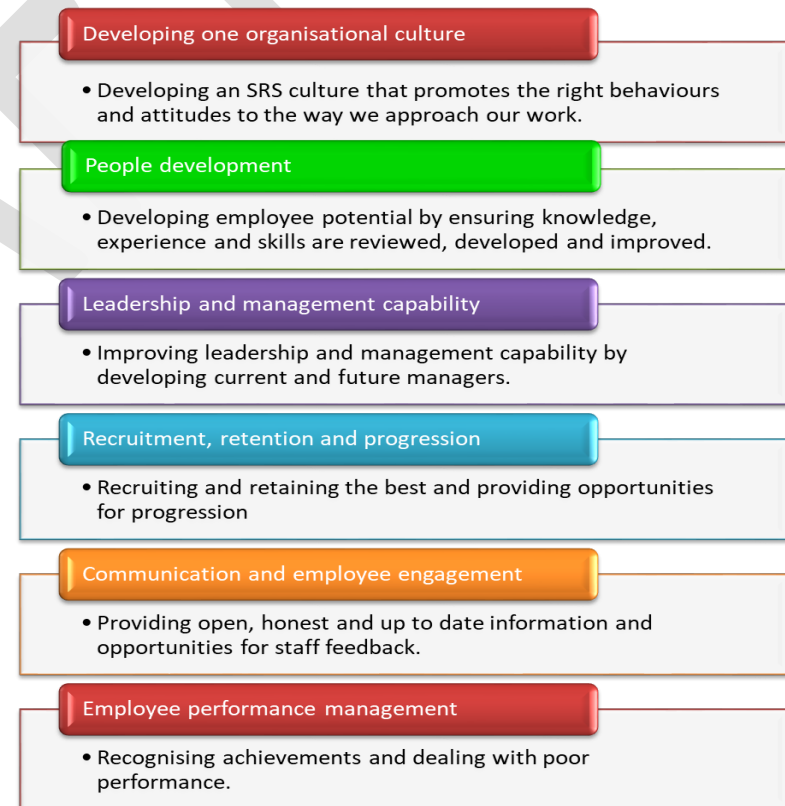 Developing one organisational culture
• Developing an SRS culture that promotes the right behaviours
and attitudes to the way we approach our work.
People development
• Developing employee potential by ensuring knowledge,
experience and skills are reviewed, developed and improved.
Leadership and management capability
• Improving leadership and management capability by
developing current and future managers.
Recruitment, retention and progression
• Recruiting and retaining the best and providing opportunities
for progression
Communication and employee engagement
• Providing open, honest and up to date information and
opportunities for staff feedback.
Employee performance management
• Recognising achievements and dealing with poor
performance.